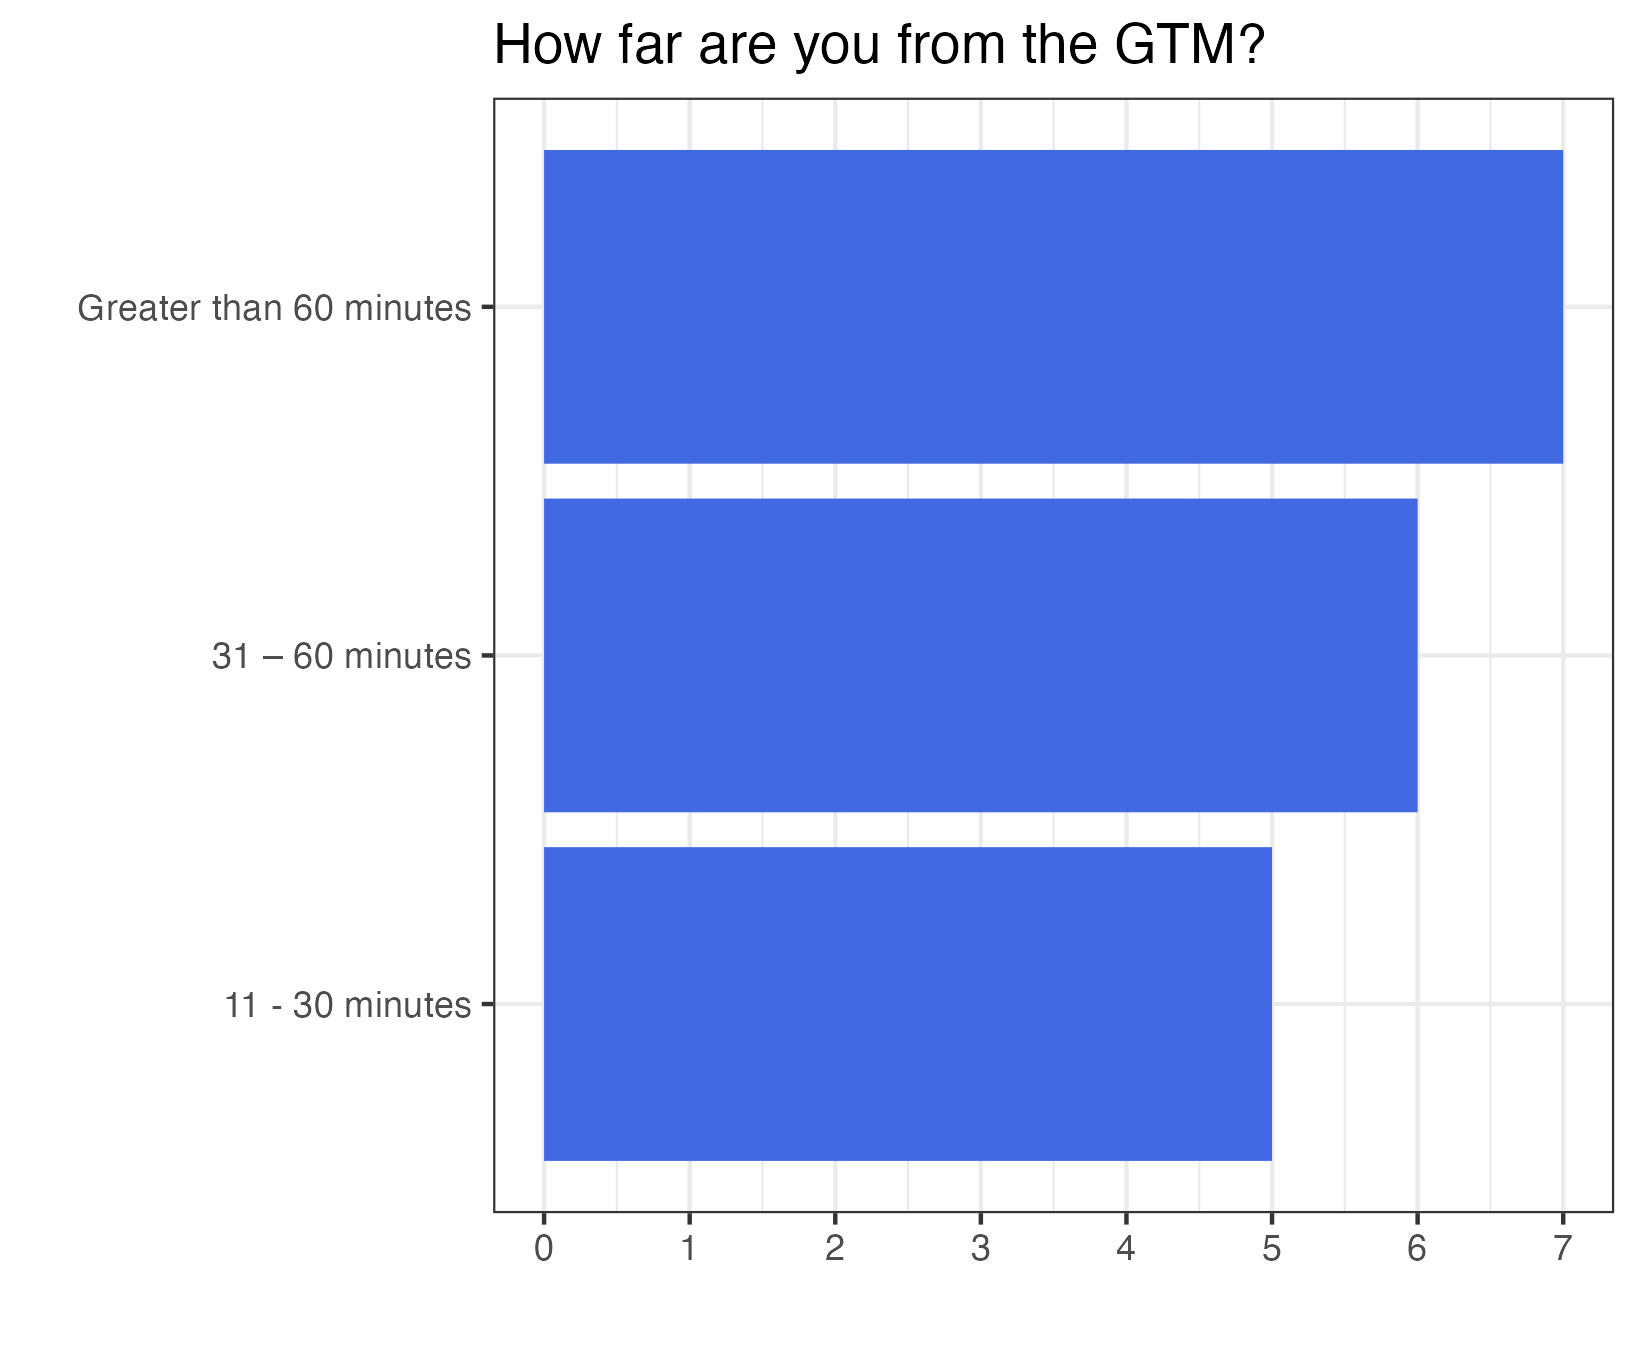 How far are you from the GTM?
Greater than 60 minutes
31 – 60 minutes
11 - 30 minutes
0 1 2 3 4 5 6 7